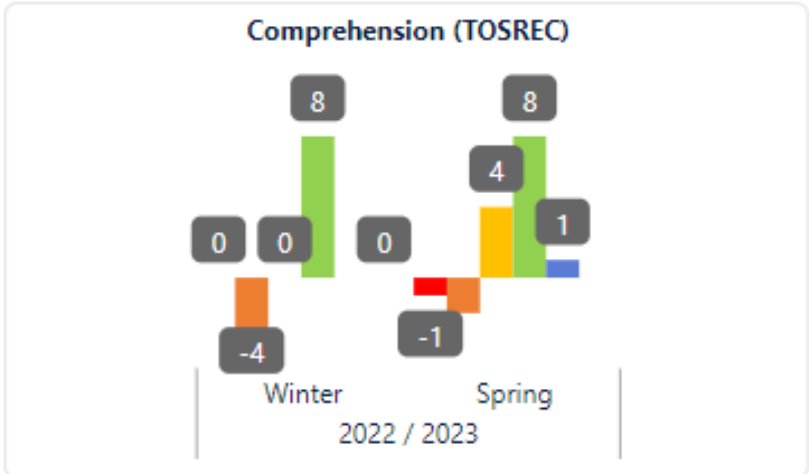 Comprehension (TOSREC)
8 8
4
0 0 0 1
-4 -1
Winter Spring
2022 / 2023